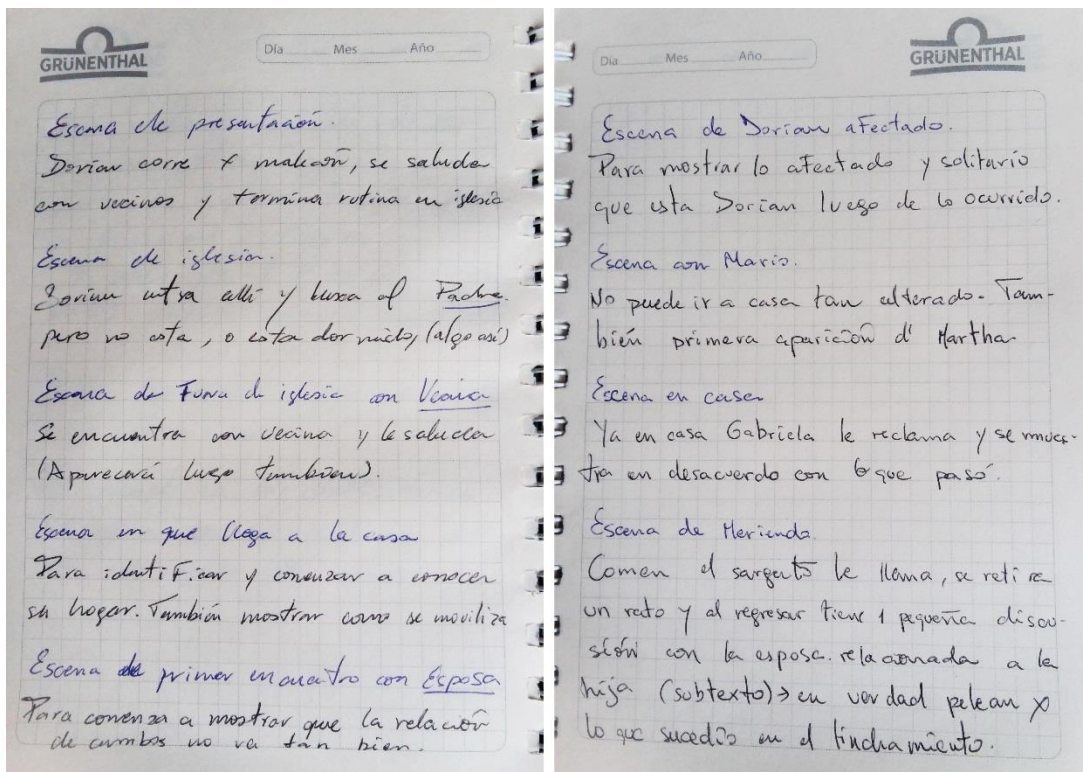 GRÜNENTHAL
Día Mes Año
Escena de presentación.
Dorian corre x malecón, se saluda
con vecinos y termina rutina en iglesia
Escena de iglesia.
Dorian entra allí y busca al Padre.
pero no esta, o esta dormido, (algo así)
Escena de Fuera de iglesia con Vecina
Se encuentra con vecina y le saluda
(Aparecerá luego tambien).
Escena en que llega a la casa
Para identiFicar y comenzar a conocer
su hogar. También mostrar como se moviliza
Escena de primer encuentro con Esposa
Para comenza a mostrar que la relación
de ambos no va tan bien.
GRÜNENTHAL
Día Mes Año
Escena de Dorian aFectado.
Para mostrar lo aFectado y solitario
que esta Dorian luego de lo ocurrido.
Escena con Mario.
No puede ir a casa tan alterado. Tam-
bién primera aparición d' Martha
Escena en casa
Ya en casa Gabriela le reclama y se mues-
tra en desacuerdo con lo que pasó.
Escena de Merienda.
Comen el sargento le llama, se retira
un rato y al regresar tiene 1 pequeña discu-
sión con la esposa. relacionada a la
hija (subtexto) → en verdad pelean x
lo que sucedió en el linchamiento.